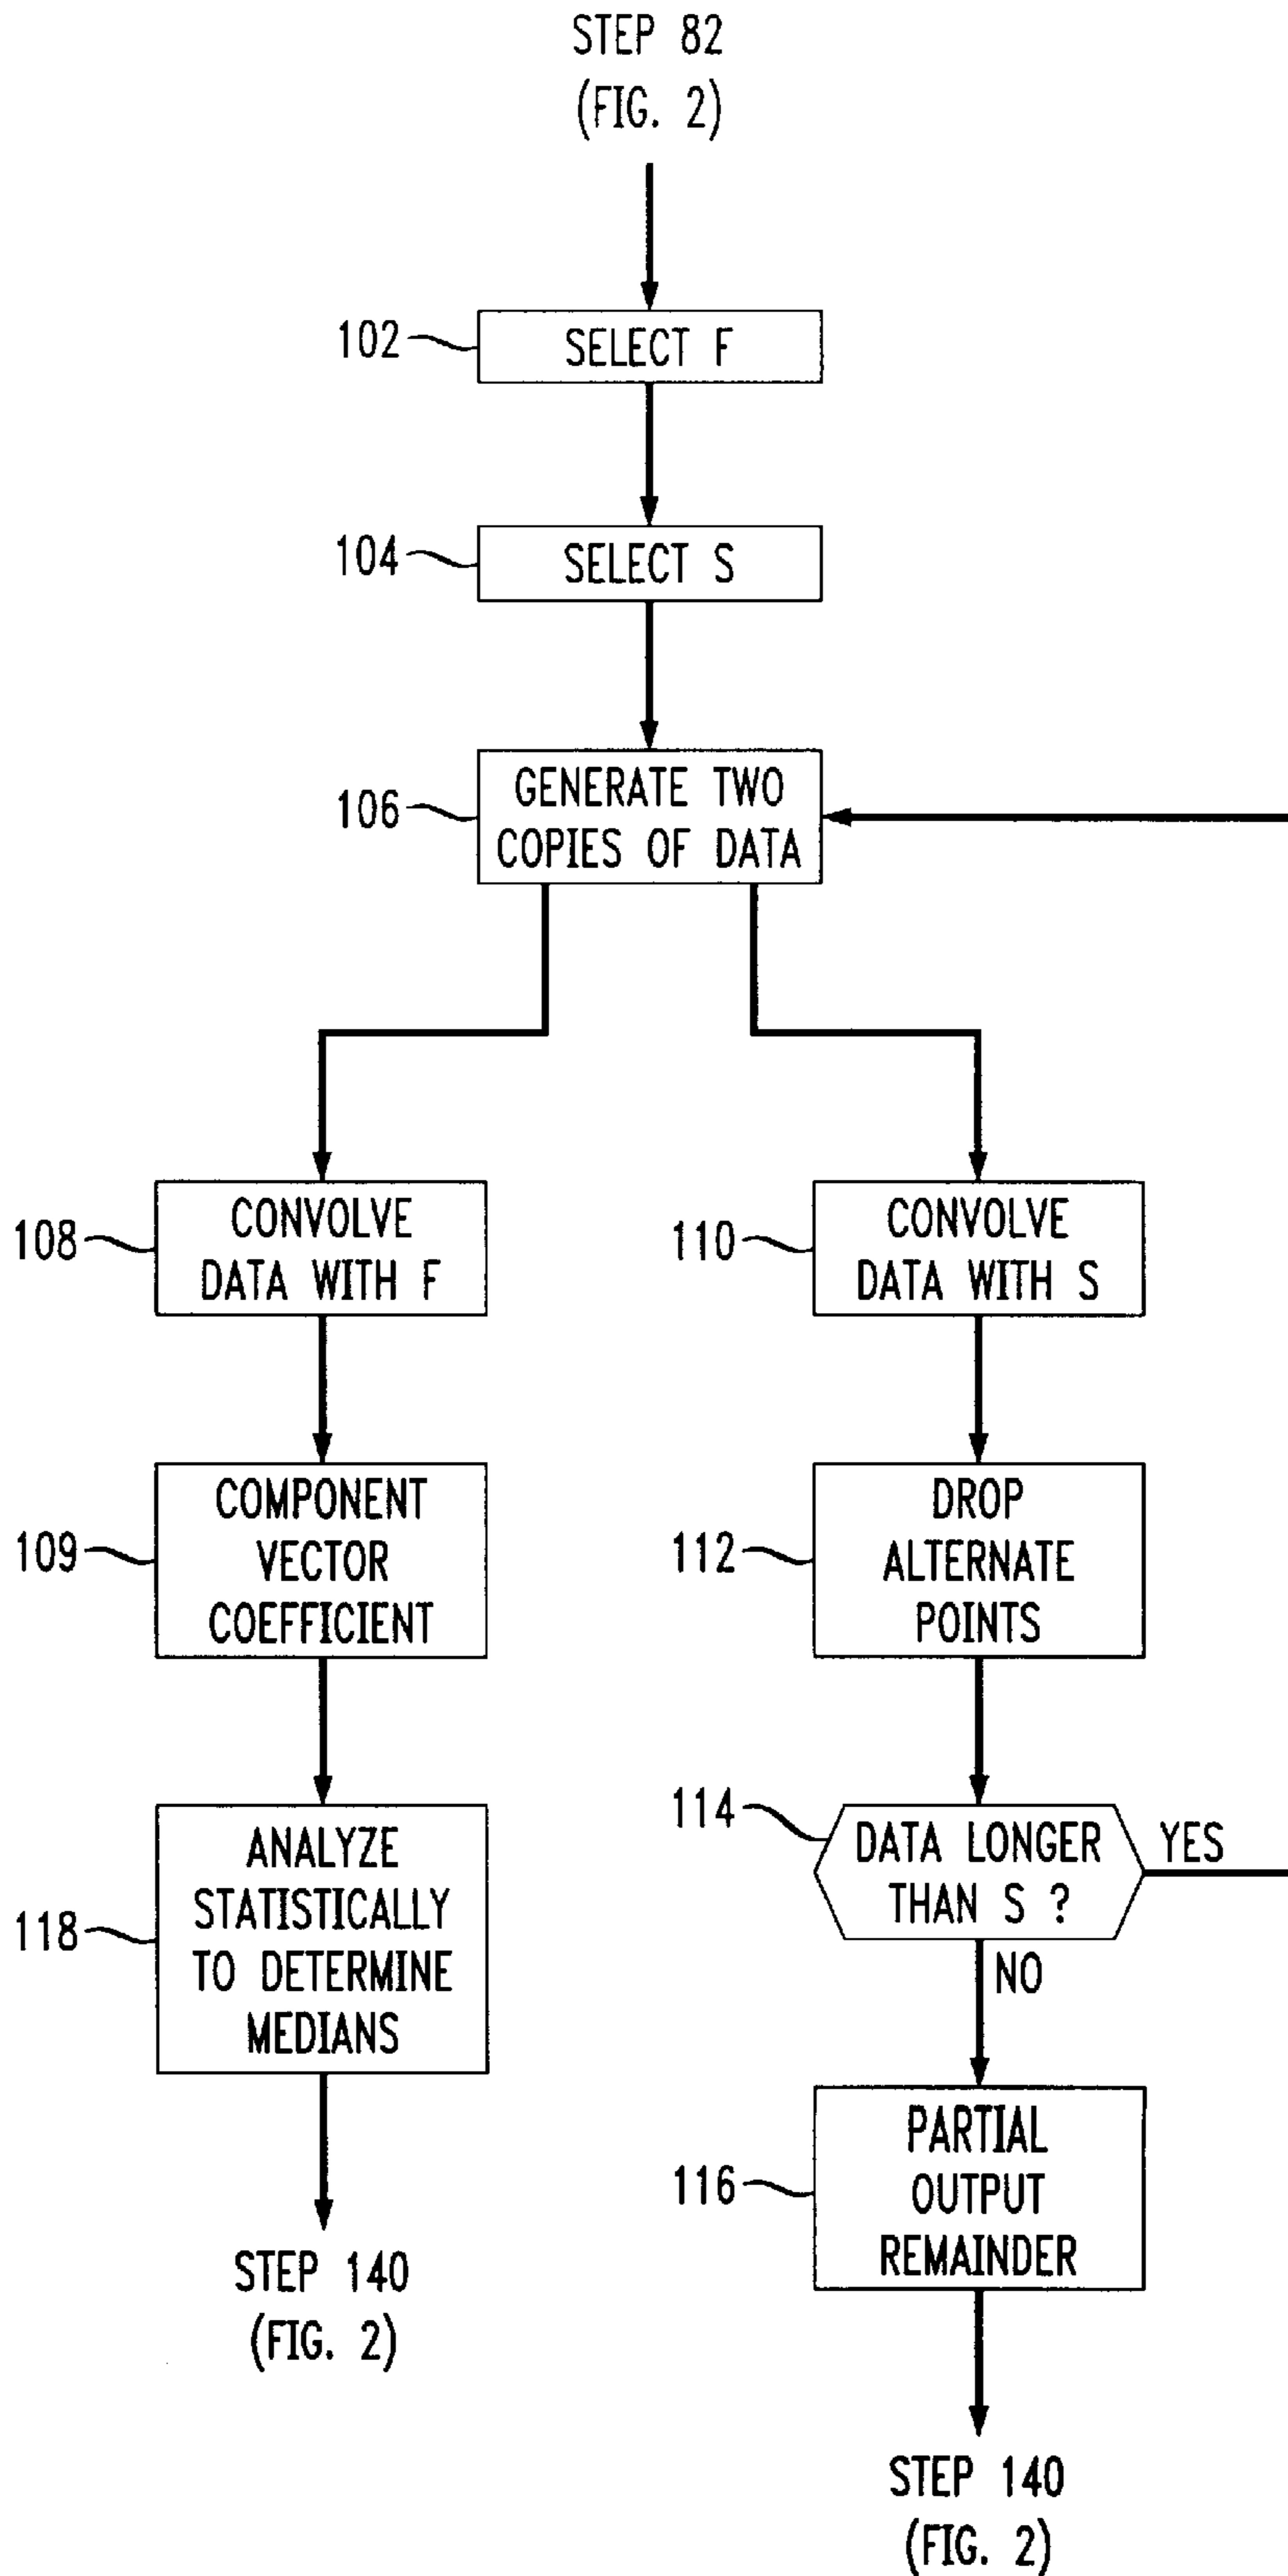 STEP 82
(FIG. 2)
102
SELECT F
104
SELECT S
106
GENERATE TWO
COPIES OF DATA
108
CONVOLVE
DATA WITH F
110
CONVOLVE
DATA WITH S
109
COMPONENT
VECTOR
COEFFICIENT
112
DROP
ALTERNATE
POINTS
114
DATA LONGER
THAN S ?
YES
NO
118
ANALYZE
STATISTICALLY
TO DETERMINE
MEDIANS
116
PARTIAL
OUTPUT
REMAINDER
STEP 140
(FIG. 2)
STEP 140
(FIG. 2)